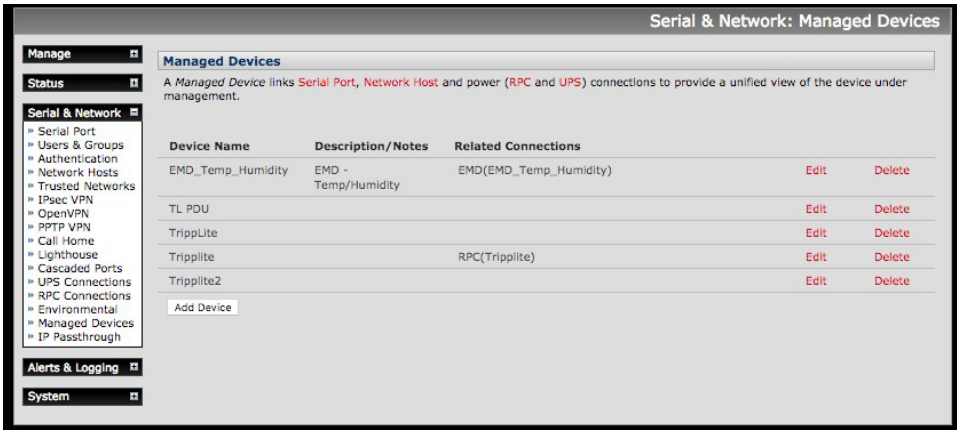 Serial & Network: Managed Devices
Manage
Status
Serial & Network
» Serial Port
» Users & Groups
» Authentication
» Network Hosts
» Trusted Networks
» IPsec VPN
» OpenVPN
» PPTP VPN
» Call Home
» Lighthouse
» Cascaded Ports
» UPS Connections
» RPC Connections
» Environmental
» Managed Devices
» IP Passthrough
Alerts & Logging
System
Managed Devices
A Managed Device links Serial Port, Network Host and power (RPC and UPS) connections to provide a unified view of the device under
management.
Device Name Description/Notes Related Connections
EMD_Temp_Humidity EMD - EMD(EMD_Temp_Humidity) Edit Delete
Temp/Humidity
TL PDU Edit Delete
TrippLite Edit Delete
Tripplite RPC(Tripplite) Edit Delete
Tripplite2 Edit Delete
Add Device